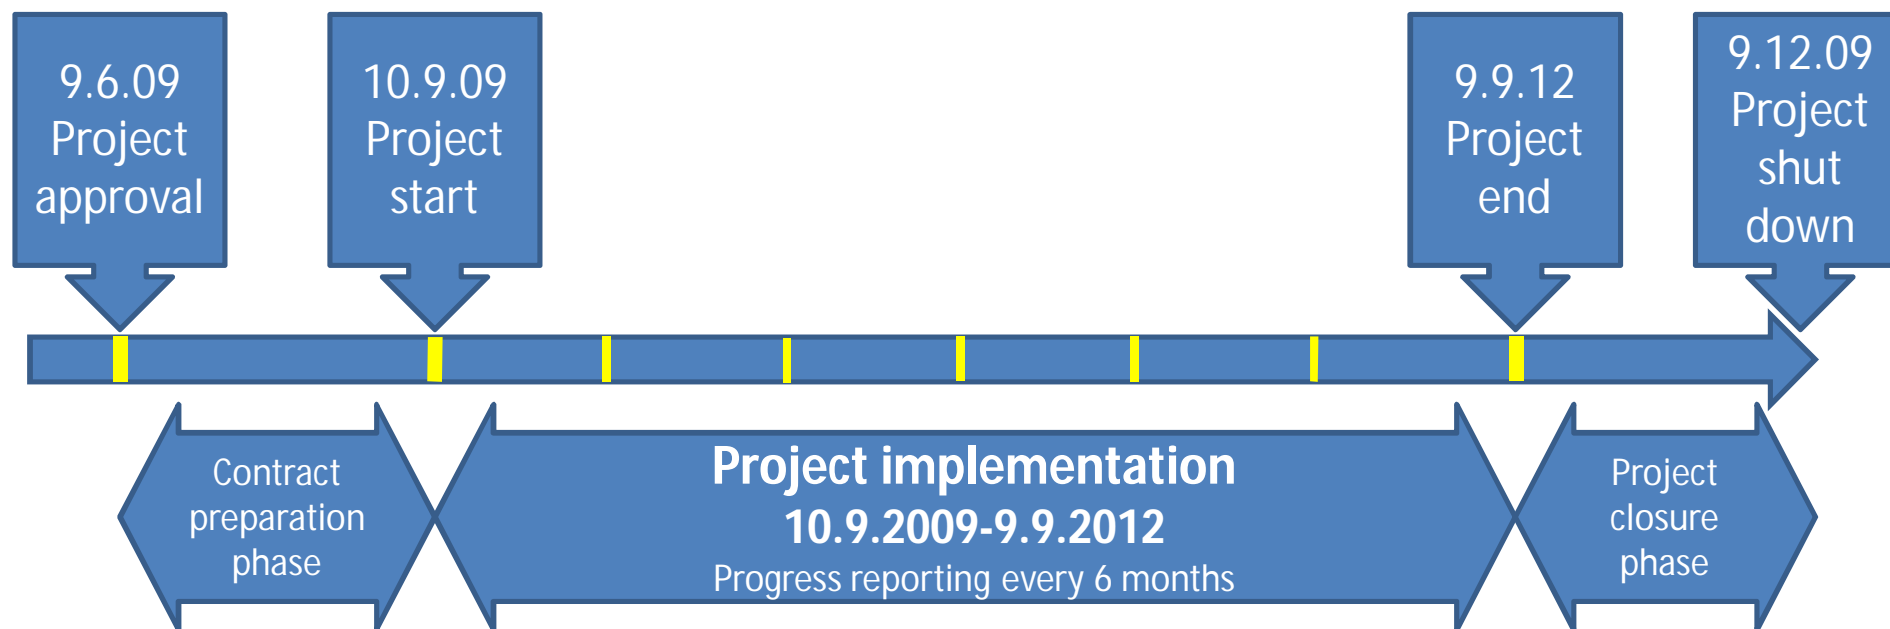 9.6.09
Project
approval
10.9.09
Project
start
9.9.12
Project
end
9.12.09
Project
shut
down
Contract
preparation
phase
Project implementation
10.9.2009-9.9.2012
Progress reporting every 6 months
Project
closure
phase